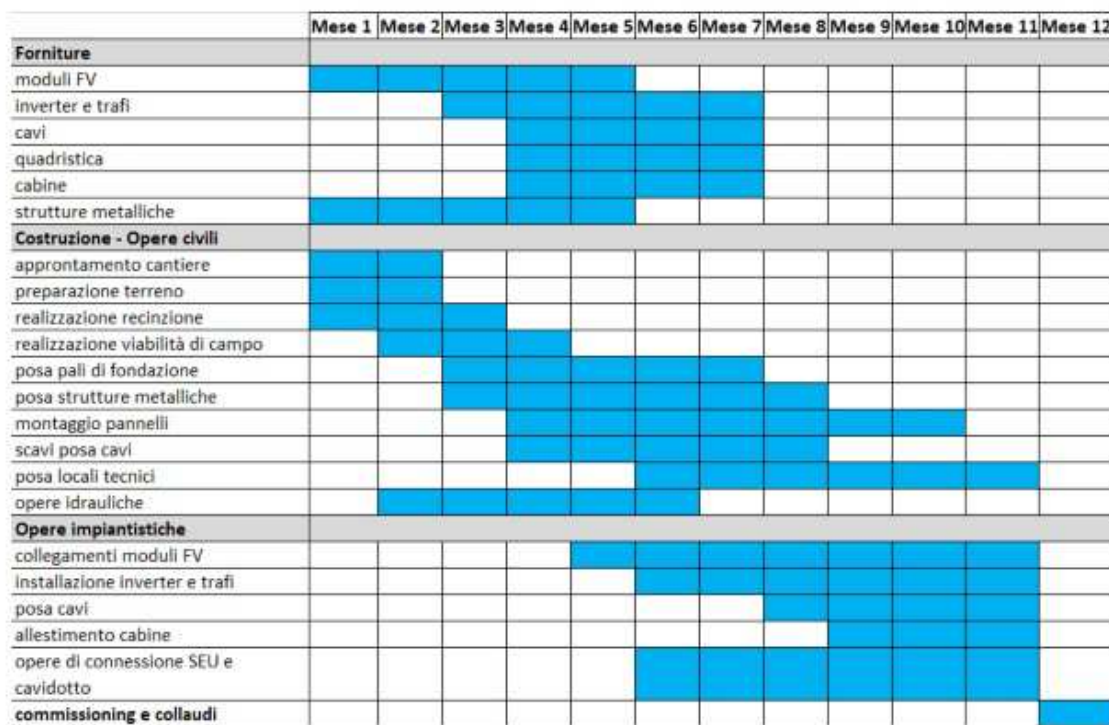 Mese 1 Mese 2 Mese 3 Mese 4 Mese 5 Mese 6 Mese 7 Mese 8 Mese 9 Mese 10 Mese 11 Mese 12
Forniture
moduli FV
inverter e trafi
cavi
quadristica
cabine
strutture metalliche
Costruzione - Opere civili
approntamento cantiere
preparazione terreno
realizzazione recinzione
realizzazione viabilità di campo
posa pali di fondazione
posa strutture metalliche
montaggio pannelli
scavi posa cavi
posa locali tecnici
opere idrauliche
Opere impiantistiche
collegamenti moduli FV
installazione inverter e trafi
posa cavi
allestimento cabine
opere di connessione SEU e
cavidotto
commissioning e collaudi